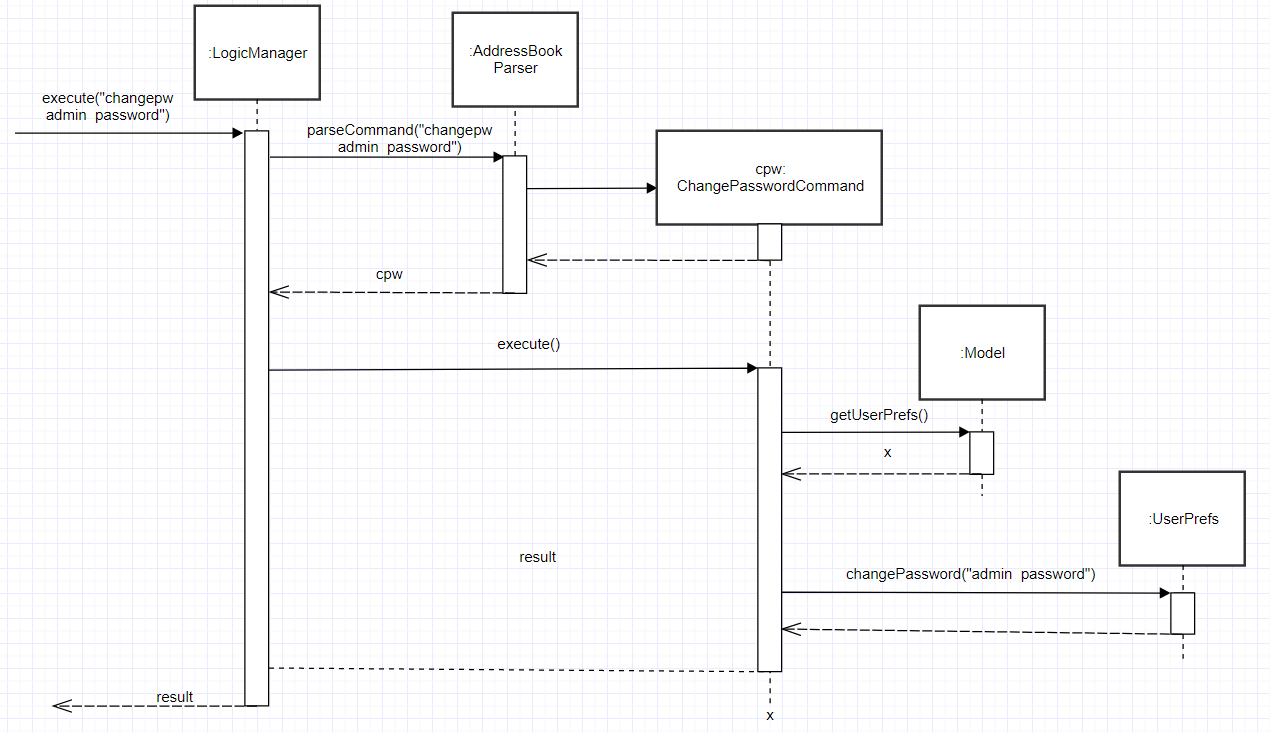 :LogicManager
:AddressBook
Parser
execute("changepw
admin  password")
parseCommand("changepw
admin  password")
cpw:
ChangePasswordCommand
cpw
execute()
:Model
getUserPrefs()
x
:UserPrefs
result
changePassword("admin  password")
result
x